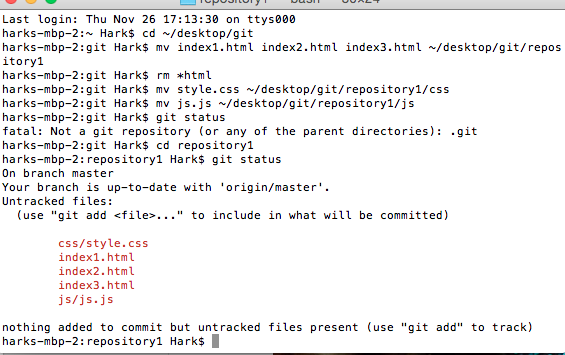 Last login: Thu Nov 26 17:13:30 on ttys000
harks-mbp-2:~ Hark$ cd ~/desktop/git
harks-mbp-2:git Hark$ mv index1.html index2.html index3.html ~/desktop/git/repos
itory1
harks-mbp-2:git Hark$ rm *html
harks-mbp-2:git Hark$ mv style.css ~/desktop/git/repository1/css
harks-mbp-2:git Hark$ mv js.js ~/desktop/git/repository1/js
harks-mbp-2:git Hark$ git status
fatal: Not a git repository (or any of the parent directories): .git
harks-mbp-2:git Hark$ cd repository1
harks-mbp-2:repository1 Hark$ git status
On branch master
Your branch is up-to-date with 'origin/master'.
Untracked files:
  (use "git add <file>..." to include in what will be committed)
        css/style.css
        index1.html
        index2.html
        index3.html
        js/js.js
nothing added to commit but untracked files present (use "git add" to track)
harks-mbp-2:repository1 Hark$